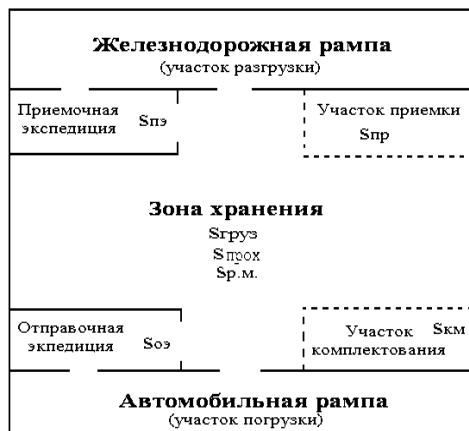 Железнодорожная рампа
(участок разгрузки)
Приемочная
экспедиция Sпэ
Участок приемки
Sпр
Зона хранения
Sгруз
Sпрох
Sр.м.
Отправочная
экпедиция Sоэ
Участок Sкм
комплектования
Автомобильная рампа
(участок погрузки)